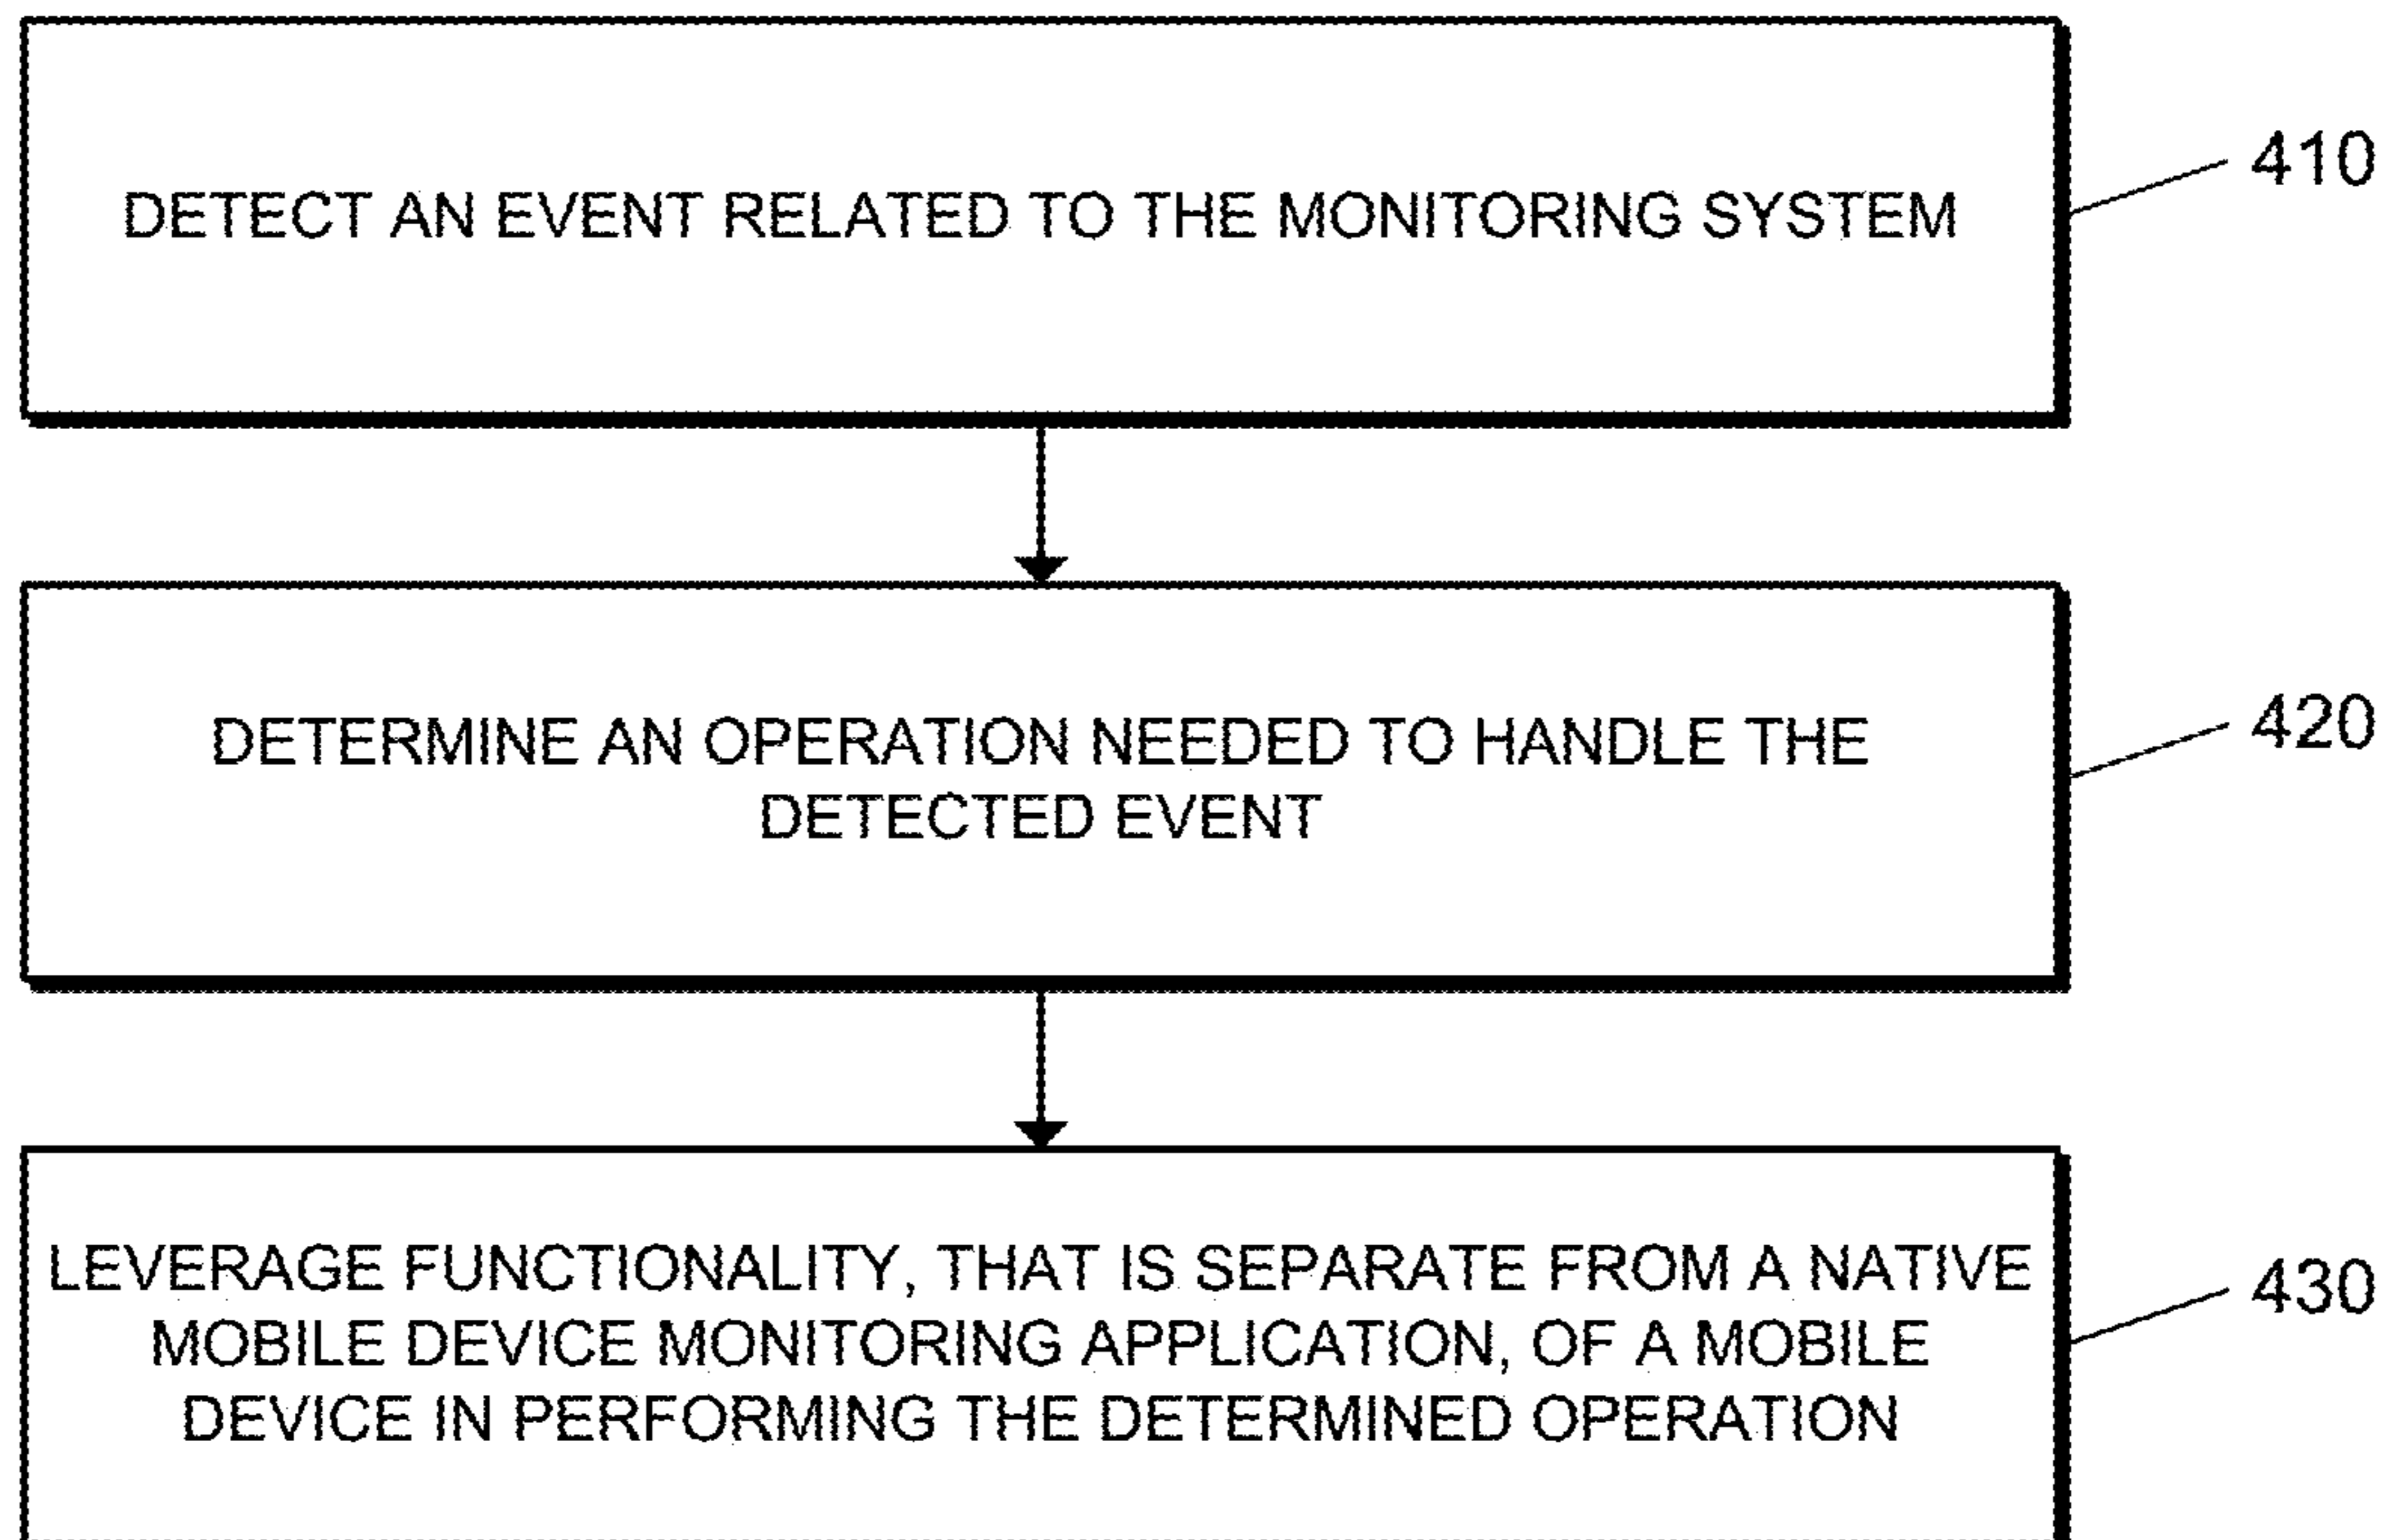 DETECT AN EVENT RELATED TO THE MONITORING SYSTEM
410
DETERMINE AN OPERATION NEEDED TO HANDLE THE
DETECTED EVENT
420
LEVERAGE FUNCTIONALITY, THAT IS SEPARATE FROM A NATIVE
MOBILE DEVICE MONITORING APPLICATION, OF A MOBILE
DEVICE IN PERFORMING THE DETERMINED OPERATION
430